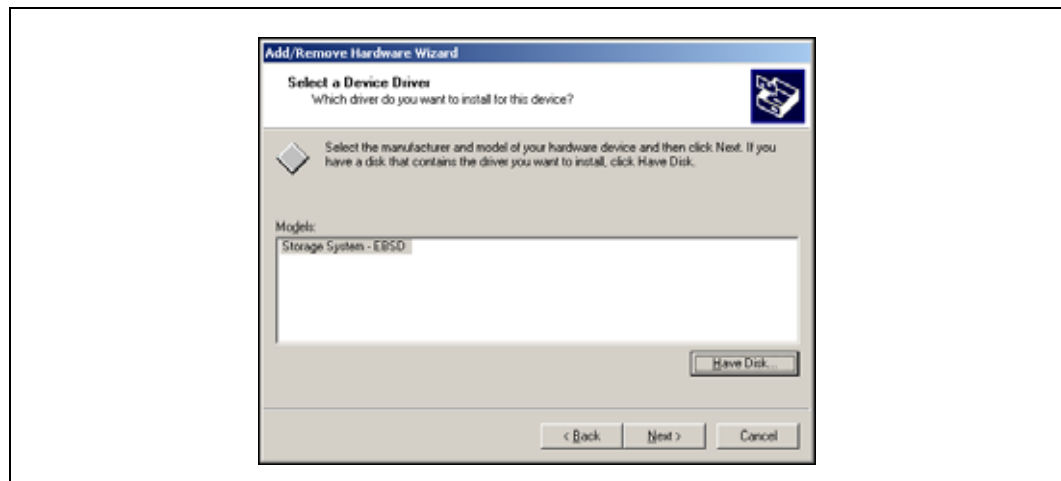 Add/Remove Hardware Wizard
Select a Device Driver
Which driver do you want to install for this device?
Select the manufacturer and model of your hardware device and then click Next. If you
have a disk that contains the driver you want to install, click Have Disk.
Models:
Storage System - EBSD
Have Disk...
< Back
Next >
Cancel